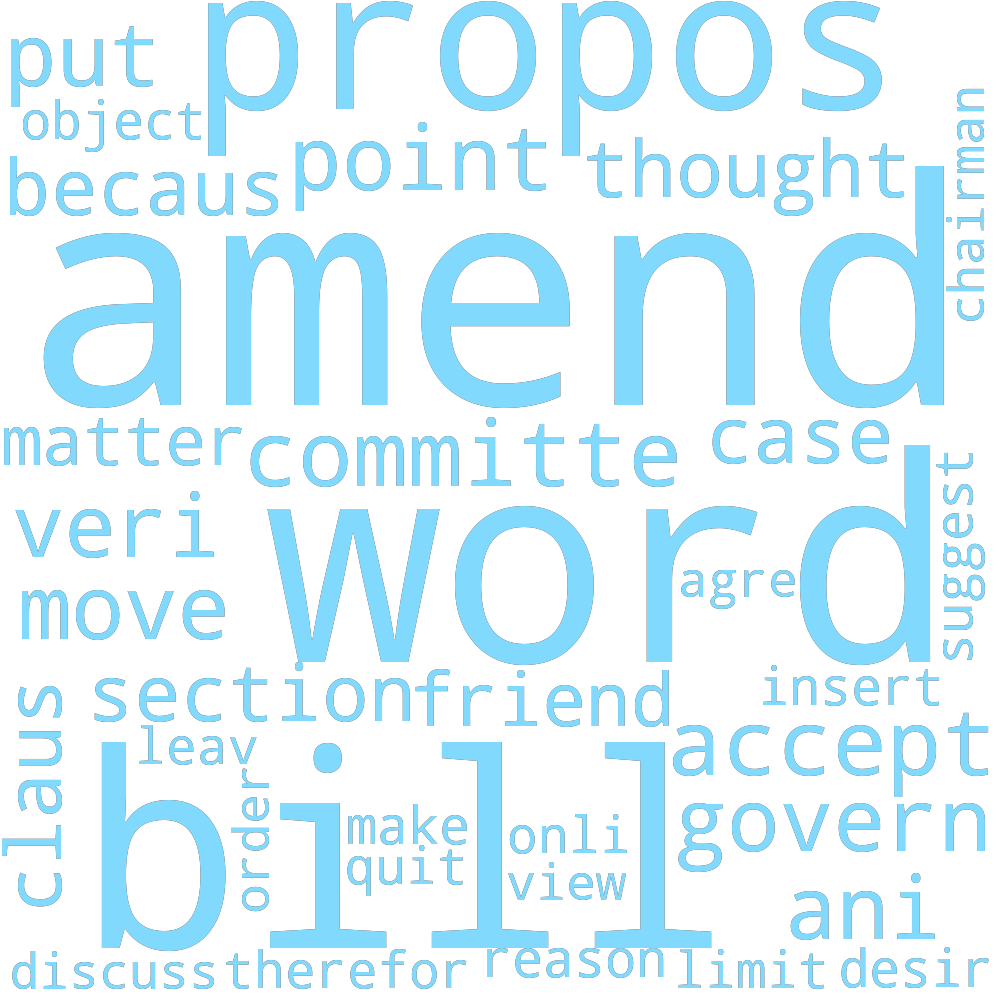 put
propos
object
becaus
point
thought
chairman
amend
matter
committe
case
veri
word
suggest
move
agre
section
friend
insert
claus
leav
accept
bill
order
make
quit
onli
view
govern
ani
discuss
therefor
reason
limit
desir